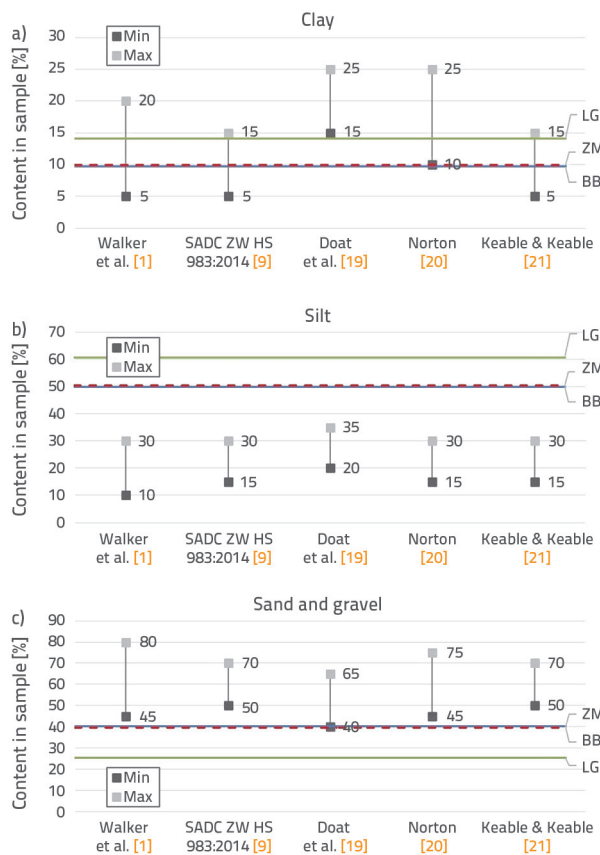 a)
Clay
Content in sample [%]
30
25
20
15
10
5
0
Min
Max
20
5
15
5
25
15
25
10
15
5
LG
ZM
BB
Walker
et al. [1]
SADC ZW HS
983:2014 [9]
Doat
et al. [19]
Norton
[20]
Keable & Keable
[21]
b)
Silt
Content in sample [%]
70
60
50
40
30
20
10
0
Min
Max
30
10
30
15
35
20
30
15
30
15
LG
ZM
BB
Walker
et al. [1]
SADC ZW HS
983:2014 [9]
Doat
et al. [19]
Norton
[20]
Keable & Keable
[21]
c)
Sand and gravel
Content in sample [%]
90
80
70
60
50
40
30
20
10
0
80
45
70
50
65
40
75
45
70
50
ZM
BB
LG
Min
Max
Walker
et al. [1]
SADC ZW HS
983:2014 [9]
Doat
et al. [19]
Norton
[20]
Keable & Keable
[21]